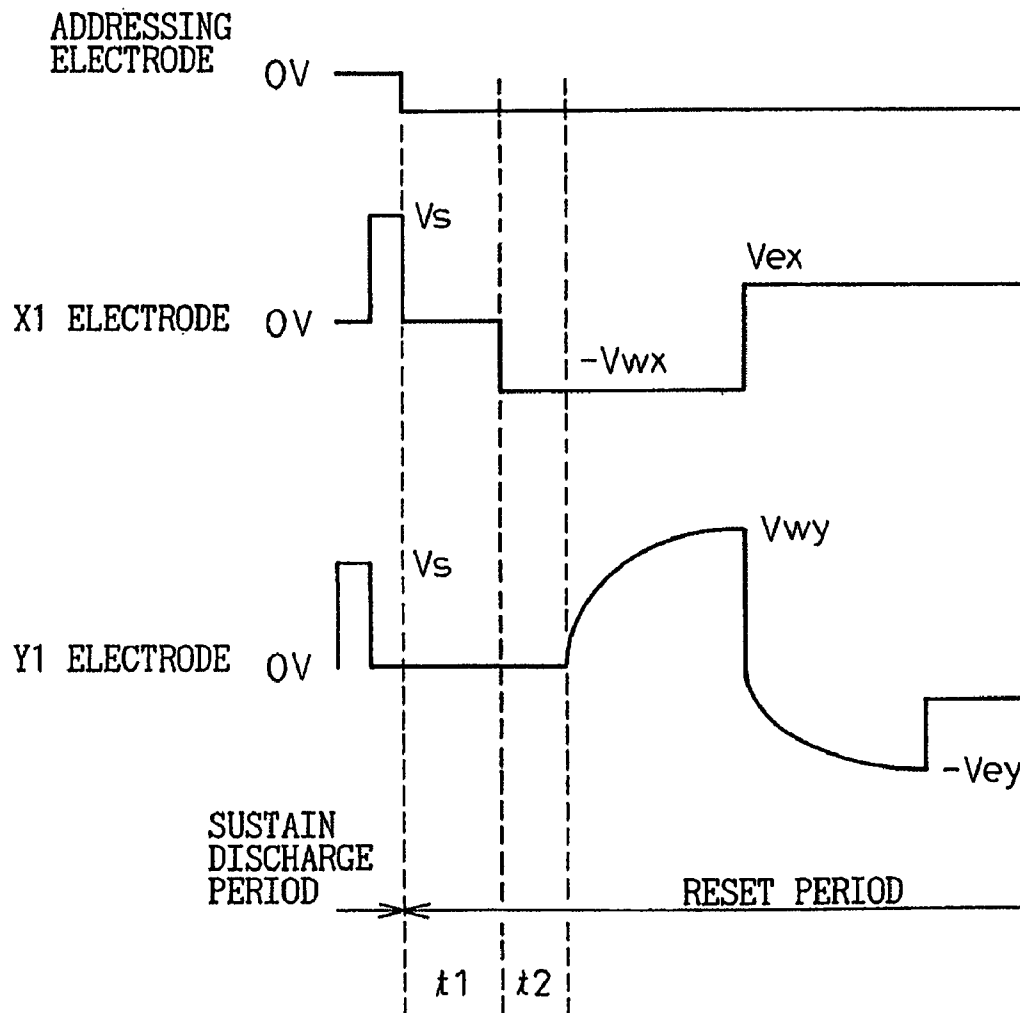 ADDRESSING
ELECTRODE
0V
Vs
Vex
X1 ELECTRODE 0V
-Vwx
Vwy
Vs
Y1 ELECTRODE 0V
-Vey
SUSTAIN
DISCHARGE
PERIOD
RESET PERIOD
t1 t2